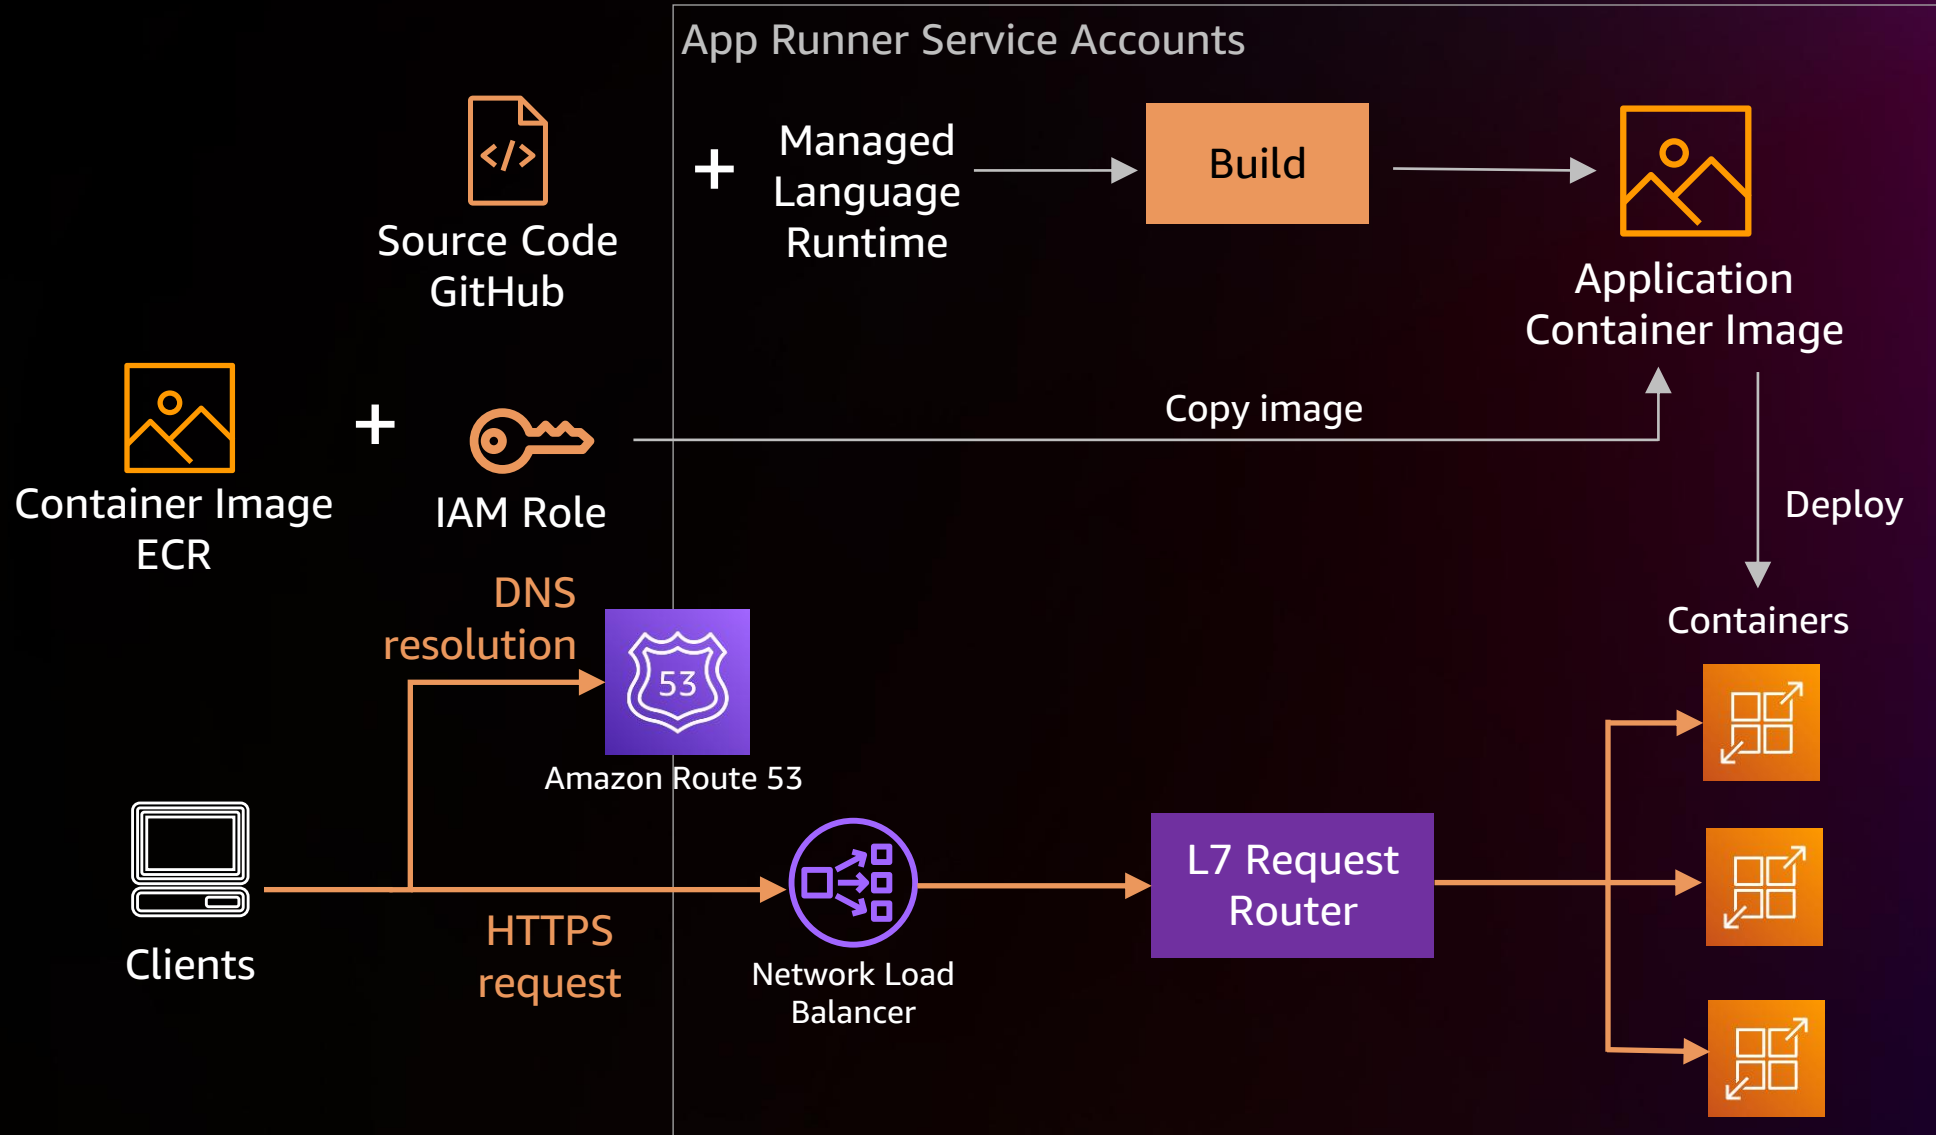 App Runner Service Accounts
</>
Source Code
GitHub
+
Managed
Language
Runtime
Build
Application
Container Image
Container Image
ECR
+
IAM Role
Copy image
Deploy
Containers
DNS
resolution
53
Amazon Route 53
Clients
HTTPS
request
Network Load
Balancer
L7 Request
Router